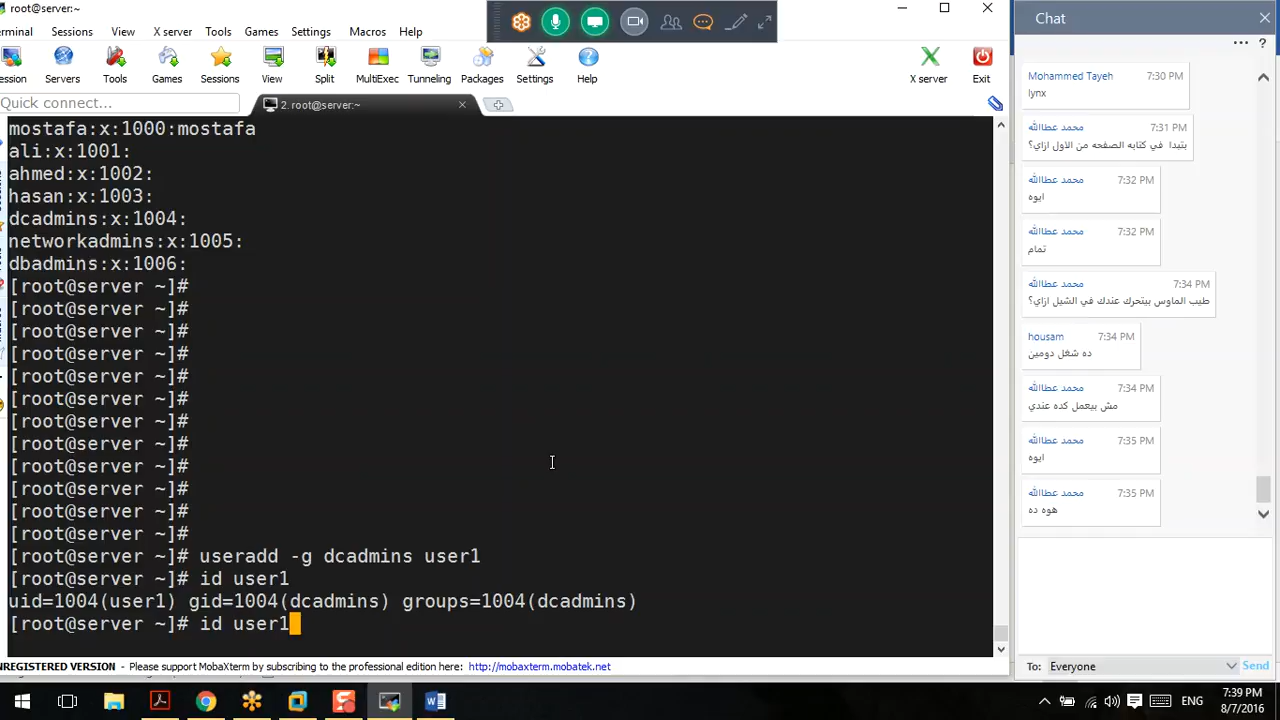 root@server:~
erminal Sessions View X server Tools Games Settings Macros Help
ession Servers Tools Games Sessions View Split MultiExec Tunneling Packages Settings Help X server Exit
Quick connect...
2. root@server:~
mostafa:x:1000:mostafa
ali:x:1001:
ahmed:x:1002:
hasan:x:1003:
dcadmins:x:1004:
networkadmins:x:1005:
dbadmins:x:1006:
[root@server ~]#
[root@server ~]#
[root@server ~]#
[root@server ~]#
[root@server ~]#
[root@server ~]#
[root@server ~]#
[root@server ~]#
[root@server ~]#
[root@server ~]#
[root@server ~]#
[root@server ~]#
[root@server ~]# useradd -g dcadmins user1
[root@server ~]# id user1
uid=1004(user1) gid=1004(dcadmins) groups=1004(dcadmins)
[root@server ~]# id user1
NREGISTERED VERSION - Please support MobaXterm by subscribing to the professional edition here: http://mobaxterm.mobatek.net
Chat
Mohammed Tayeh 7:30 PM
lynx
محمد عطاالله 7:31 PM
بتبدا في كتابه الصفحه من الاول ازاي؟
محمد عطاالله 7:32 PM
ايوه
محمد عطاالله 7:32 PM
تمام
محمد عطاالله 7:34 PM
طيب الماوس بيتحرك عندك في الشيل ازاي؟
housam 7:34 PM
ده شغل دومين
محمد عطاالله 7:34 PM
مش بيعمل كده عندي
محمد عطاالله 7:35 PM
ايوه
محمد عطاالله 7:35 PM
هوه ده
To: Everyone Send
ENG
7:39 PM
8/7/2016